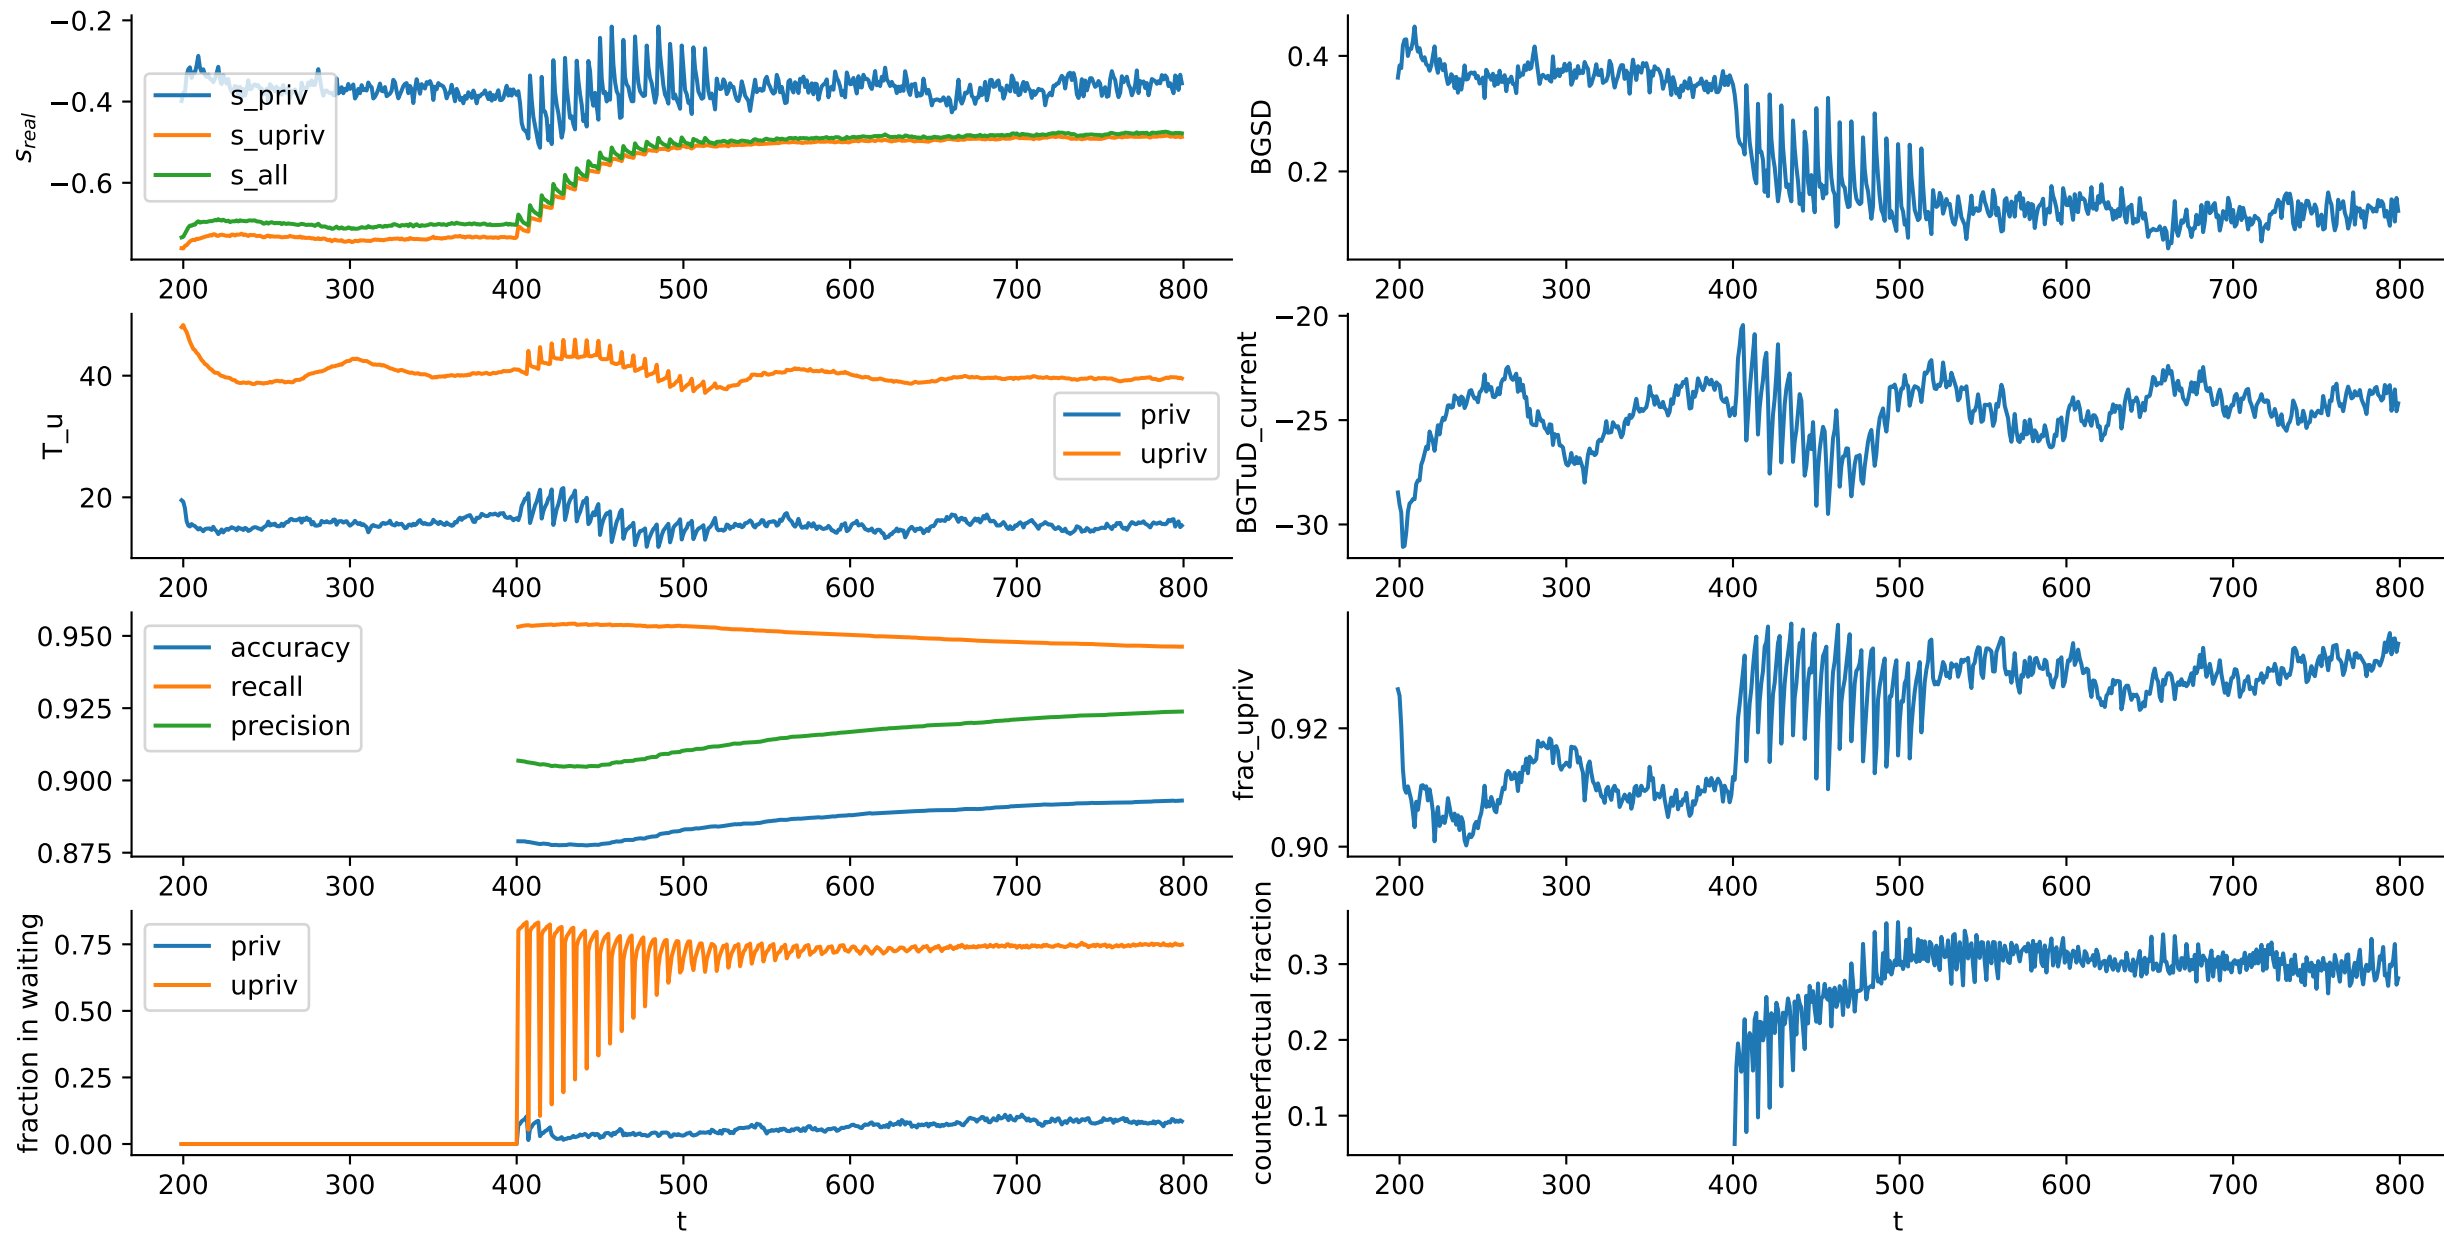 −0.2
−0.4
−0.6
s_real
s_priv
s_upriv
s_all
200 300 400 500 600 700 800
0.4
0.2
BGSD
200 300 400 500 600 700 800
40
20
T_u
priv
upriv
200 300 400 500 600 700 800
−20
−25
−30
BGTuD_current
200 300 400 500 600 700 800
0.950
0.925
0.900
0.875
accuracy
recall
precision
200 300 400 500 600 700 800
0.92
0.90
frac_upriv
200 300 400 500 600 700 800
0.75
0.50
0.25
0.00
fraction in waiting
priv
upriv
200 300 400 500 600 700 800
t
0.3
0.2
0.1
counterfactual fraction
200 300 400 500 600 700 800
t